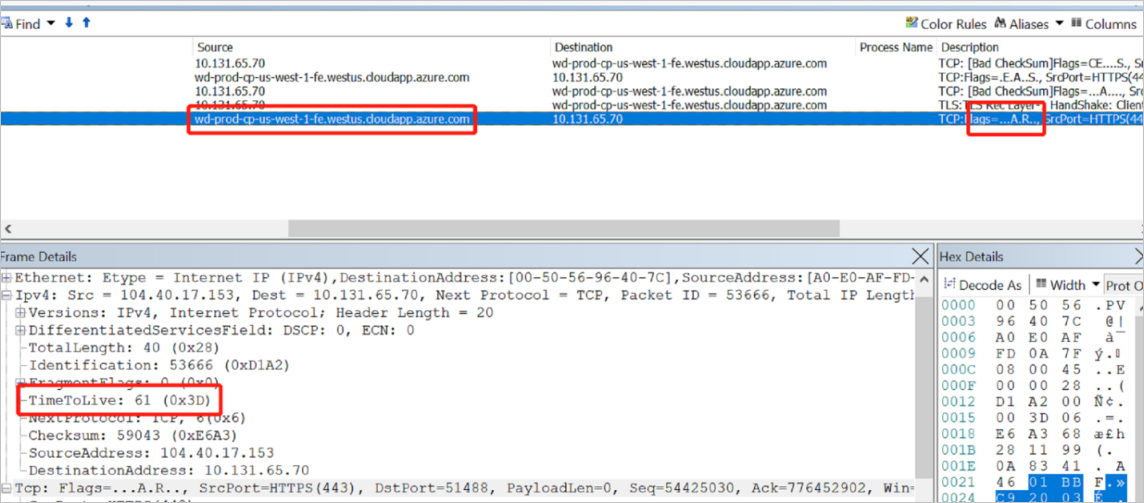 Find
Color Rules Aliases Columns
Source Destination Process Name Description
10.131.65.70 wd-prod-cp-us-west-1-fe.westus.cloudapp.azure.com TCP: [Bad CheckSum]Flags=CE....S., SrcP
wd-prod-cp-us-west-1-fe.westus.cloudapp.azure.com 10.131.65.70 TCP:Flags=.E.A..S., SrcPort=HTTPS(44
10.131.65.70 wd-prod-cp-us-west-1-fe.westus.cloudapp.azure.com TCP: [Bad CheckSum]Flags=...A...., SrcP
10.131.65.70 wd-prod-cp-us-west-1-fe.westus.cloudapp.azure.com TLS:TLS Rec Layer- HandShake: Clien
wd-prod-cp-us-west-1-fe.westus.cloudapp.azure.com 10.131.65.70 TCP:Flags=...A.R.., SrcPort=HTTPS(443
Frame Details
Hex Details
Ethernet: Etype = Internet IP (IPv4),DestinationAddress:[00-50-56-96-40-7C],SourceAddress:[A0-E0-AF-FD-
Ipv4: Src = 104.40.17.153, Dest = 10.131.65.70, Next Protocol = TCP, Packet ID = 53666, Total IP Length
Versions: IPv4, Internet Protocol; Header Length = 20
DifferentiatedServicesField: DSCP: 0, ECN: 0
TotalLength: 40 (0x28)
Identification: 53666 (0xD1A2)
FragmentFlags: 0 (0x0)
TimeToLive: 61 (0x3D)
NextProtocol: TCP, 6(0x6)
Checksum: 59043 (0xE6A3)
SourceAddress: 104.40.17.153
DestinationAddress: 10.131.65.70
Tcp: Flags=...A.R.., SrcPort=HTTPS(443), DstPort=51488, PayloadLen=0, Seq=54425030, Ack=776452902, Win=
Decode As Width Prot O
0000 00 50 56 .PV
0003 96 40 7C @|
0006 A0 E0 AF à¯
0009 FD 0A 7F ý.
000C 08 00 45 ..E
000F 00 00 28 ..(
0012 D1 A2 00 Ñ¢.
0015 00 3D 06 .=.
0018 E6 A3 68 æ£h
001B 28 11 99 (.
001E 0A 83 41 . A
0021 46 01 BB F.»
0024 C9 20 03 É .